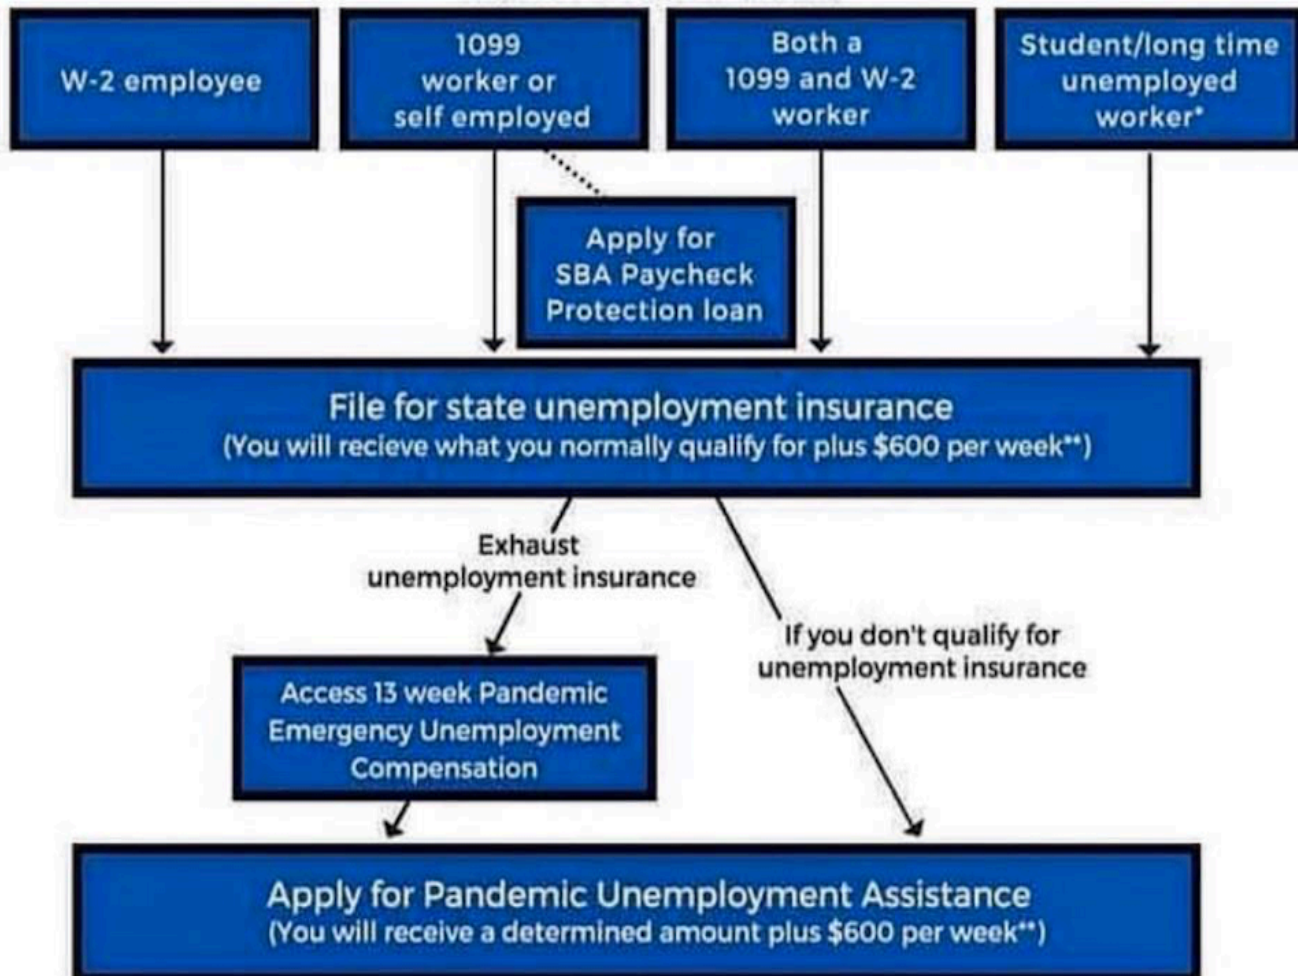 W-2 employee
1099
worker or
self employed
Both a
1099 and W-2
worker
Student/long time
unemployed
worker*
Apply for
SBA Paycheck
Protection loan
File for state unemployment insurance
(You will recieve what you normally qualify for plus $600 per week**)
Exhaust
unemployment insurance
If you don't qualify for
unemployment insurance
Access 13 week Pandemic
Emergency Unemployment
Compensation
Apply for Pandemic Unemployment Assistance
(You will receive a determined amount plus $600 per week**)